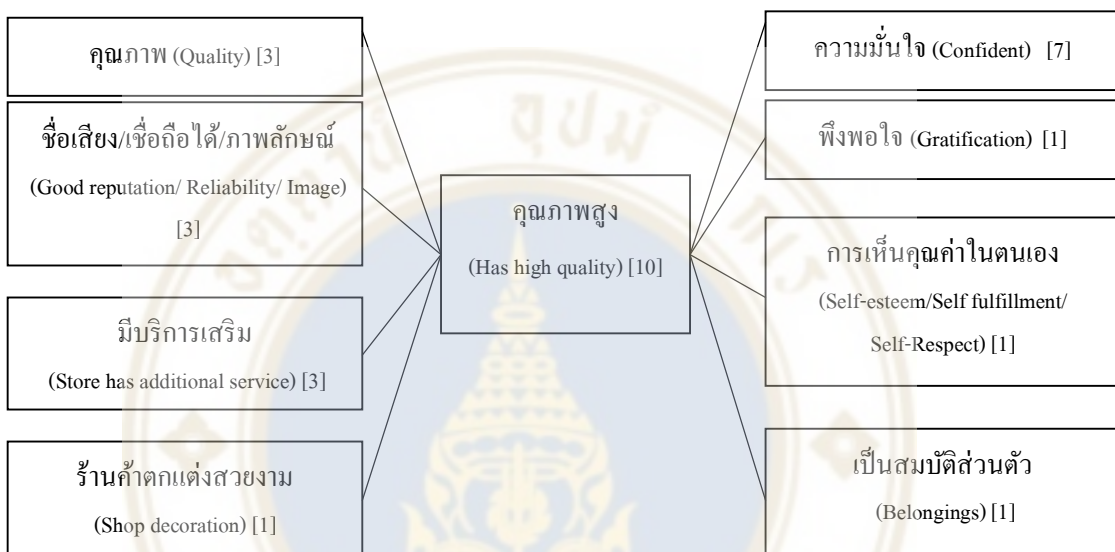 คุณภาพ (Quality) [3]
ชื่อเสียง/เชื่อถือได้/ภาพลักษณ์
(Good reputation/ Reliability/ Image)
[3]
มีบริการเสริม
(Store has additional service) [3]
ร้านค้าตกแต่งสวยงาม
(Shop decoration) [1]
คุณภาพสูง
(Has high quality) [10]
ความมั่นใจ (Confident) [7]
พึงพอใจ (Gratification) [1]
การเห็นคุณค่าในตนเอง
(Self-esteem/Self fulfillment/
Self-Respect) [1]
เป็นสมบัติส่วนตัว
(Belongings) [1]